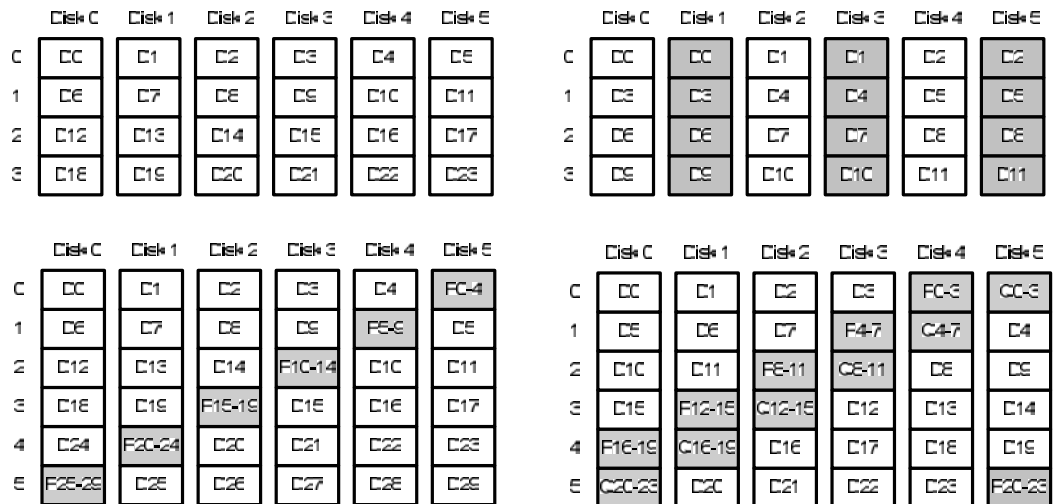 Disk 0 Disk 1 Disk 2 Disk 3 Disk 4 Disk 5
0 D0 D1 D2 D3 D4 D5
1 D6 D7 D8 D9 D10 D11
2 D12 D13 D14 D15 D16 D17
3 D18 D19 D20 D21 D22 D23
Disk 0 Disk 1 Disk 2 Disk 3 Disk 4 Disk 5
0 D0 D0 D1 D1 D2 D2
1 D3 D3 D4 D4 D5 D5
2 D6 D6 D7 D7 D8 D8
3 D9 D9 D10 D10 D11 D11
Disk 0 Disk 1 Disk 2 Disk 3 Disk 4 Disk 5
0 D0 D1 D2 D3 D4 P0-4
1 D6 D7 D8 D9 P5-9 D5
2 D12 D13 D14 P10-14 D10 D11
3 D18 D19 P15-19 D15 D16 D17
4 D24 P20-24 D20 D21 D22 D23
5 P25-29 D25 D26 D27 D28 D29
Disk 0 Disk 1 Disk 2 Disk 3 Disk 4 Disk 5
0 D0 D1 D2 D3 P0-3 Q0-3
1 D5 D6 D7 P4-7 Q4-7 D4
2 D10 D11 P8-11 Q8-11 D8 D9
3 D15 P12-15 Q12-15 D12 D13 D14
4 P16-19 Q16-19 D16 D17 D18 D19
5 Q20-23 D20 D21 D22 D23 P20-23